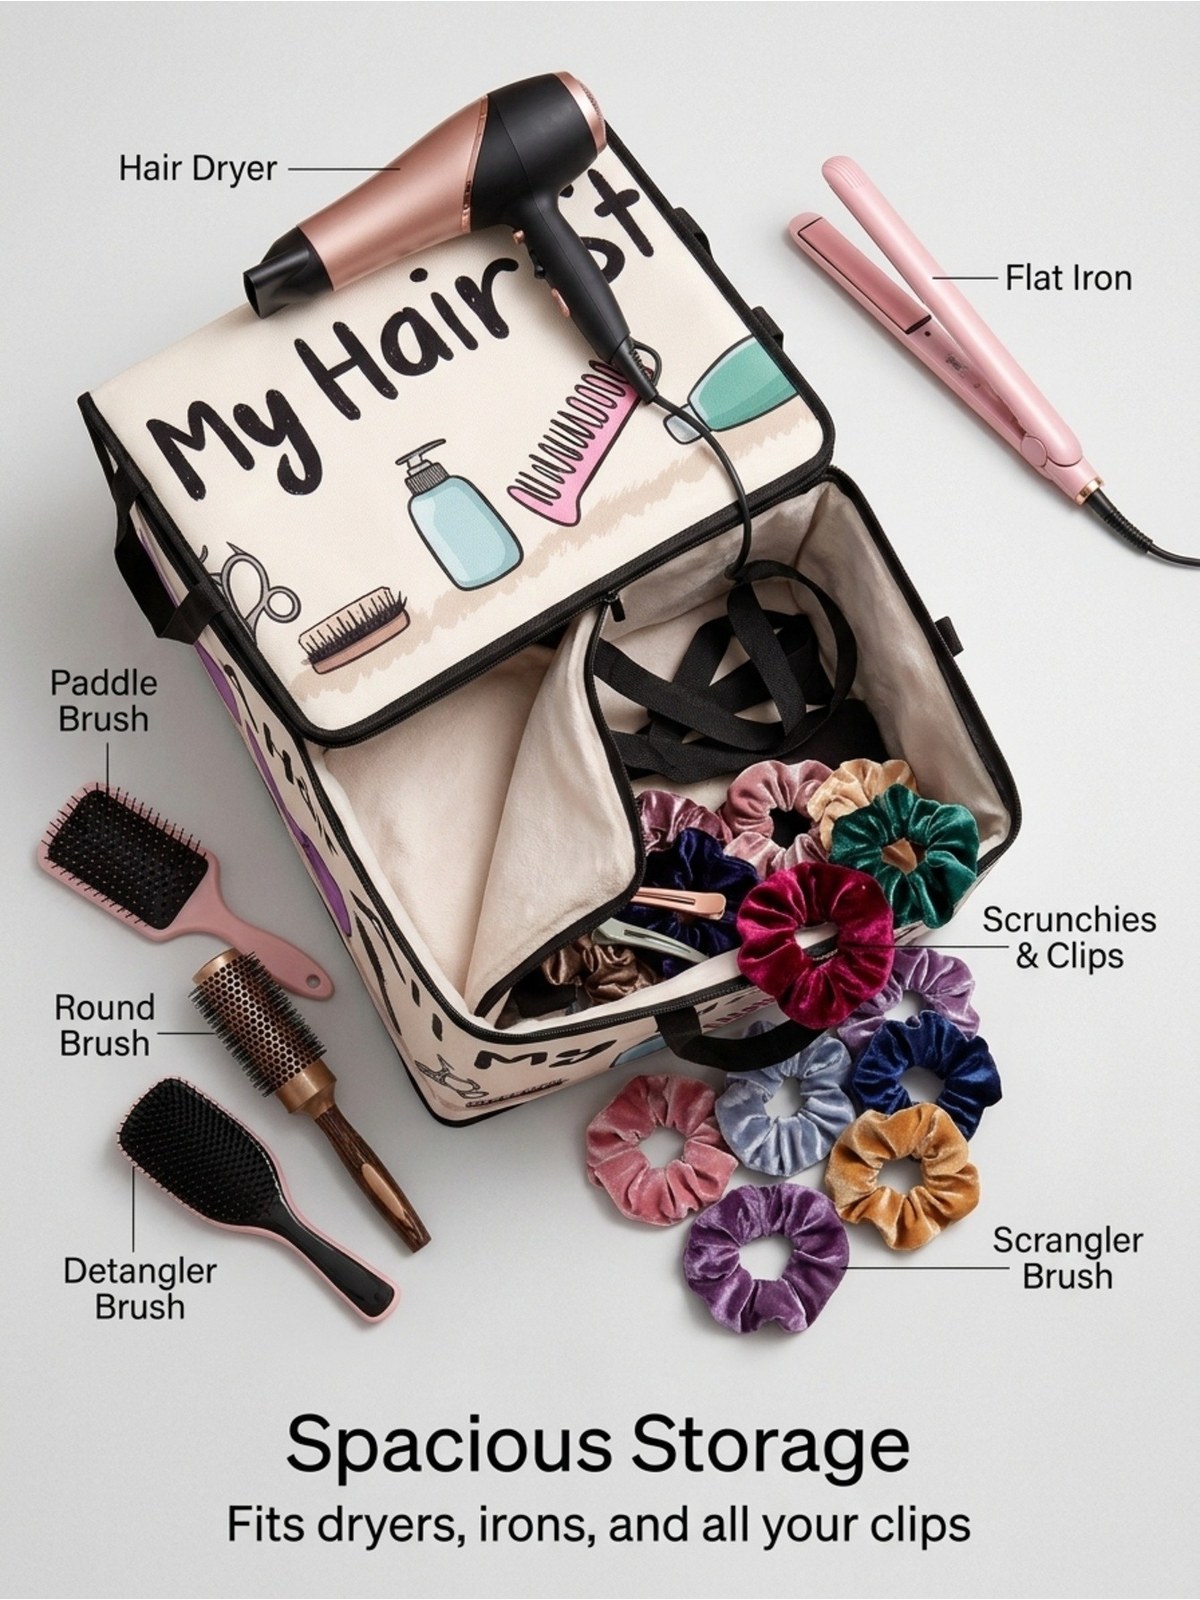 Hair Dryer
Flat Iron
My Hair
Paddle
Brush
Round
Brush
Scrunchies
& Clips
My
Detangler
Brush
Scrangler
Brush
Spacious Storage
Fits dryers, irons, and all your clips